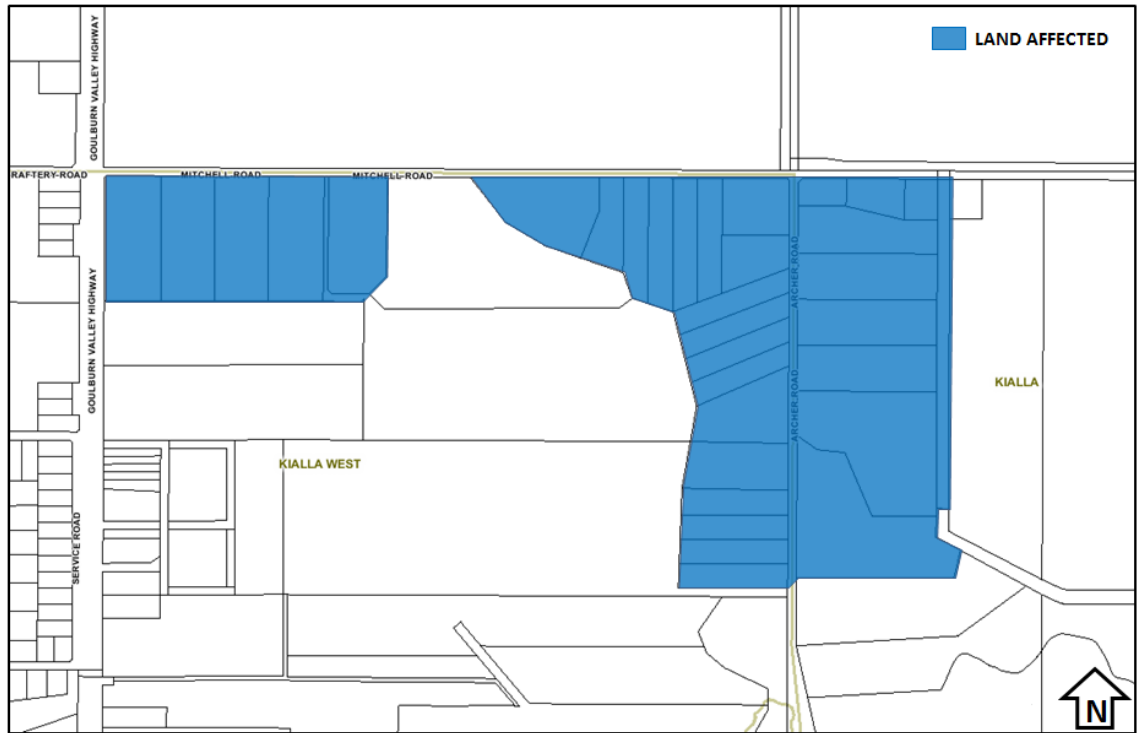 LAND AFFECTED
GOULBURN VALLEY HIGHWAY
RAFTERY ROAD
MITCHELL ROAD
MITCHELL ROAD
ARCHER ROAD
GOULBURN VALLEY HIGHWAY
ARCHER ROAD
KIALLA
KIALLA WEST
SERVICE ROAD
N